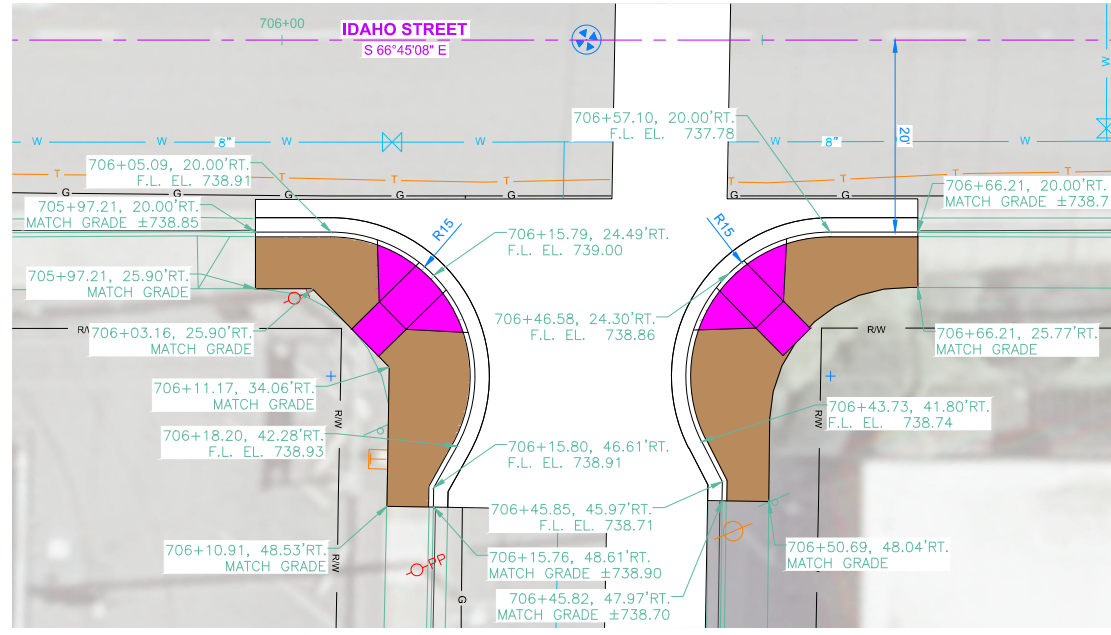 706+00
IDAHO STREET
S 66°45'08" E
20'
W
W
W
8"
W
W
W
8"
W
W
706+57.10, 20.00'RT.
F.L. EL. 737.78
706+05.09, 20.00'RT.
F.L. EL. 738.91
T
T
T
T
T
T
G
G
G
G
G
705+97.21, 20.00'RT.
MATCH GRADE ±738.85
706+66.21, 20.00'RT.
MATCH GRADE ±738.7
R15
R15
706+15.79, 24.49'RT.
F.L. EL. 739.00
705+97.21, 25.90'RT.
MATCH GRADE
706+46.58, 24.30'RT.
F.L. EL. 738.86
706+03.16, 25.90'RT.
MATCH GRADE
R/W
R/W
706+66.21, 25.77'RT.
MATCH GRADE
706+11.17, 34.06'RT.
MATCH GRADE
R/W
R/W
706+43.73, 41.80'RT.
F.L. EL. 738.74
706+18.20, 42.28'RT.
F.L. EL. 738.93
706+15.80, 46.61'RT.
F.L. EL. 738.91
706+45.85, 45.97'RT.
F.L. EL. 738.71
706+10.91, 48.53'RT.
MATCH GRADE
R/W
PP
706+15.76, 48.61'RT.
MATCH GRADE ±738.90
706+50.69, 48.04'RT.
MATCH GRADE
706+45.82, 47.97'RT.
MATCH GRADE ±738.70
G
R/W